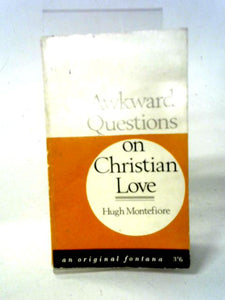 Awkward
Questions
on
Christian
Love
Hugh Montefiore
an original fontana 3'6